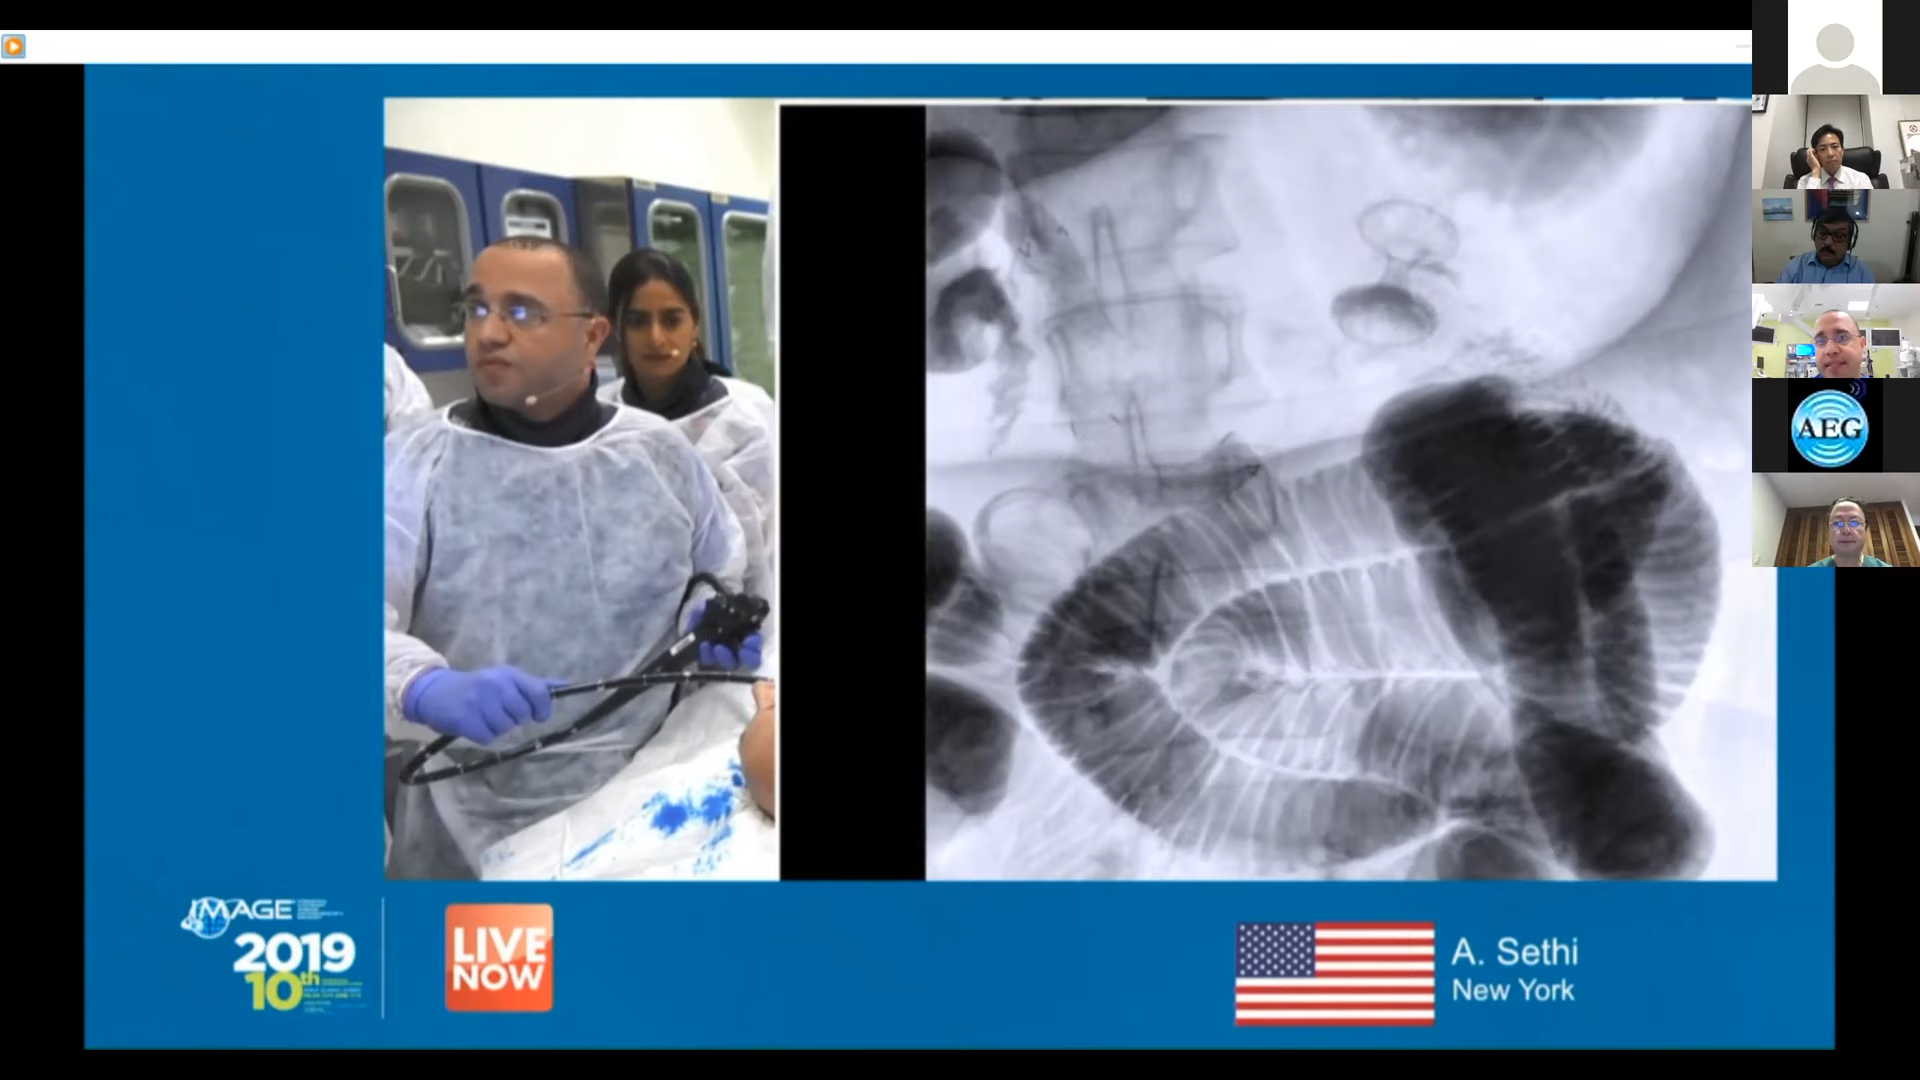 AEG
IMAGE
2019
10th
LIVE
NOW
A. Sethi
New York